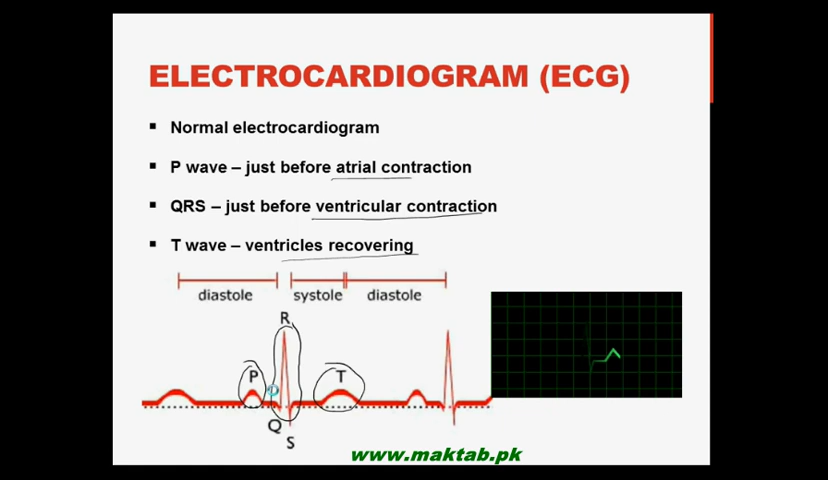 ELECTROCARDIOGRAM (ECG)
Normal electrocardiogram
P wave – just before atrial contraction
QRS – just before ventricular contraction
T wave – ventricles recovering
diastole systole diastole
R
P T
Q
S
www.maktab.pk